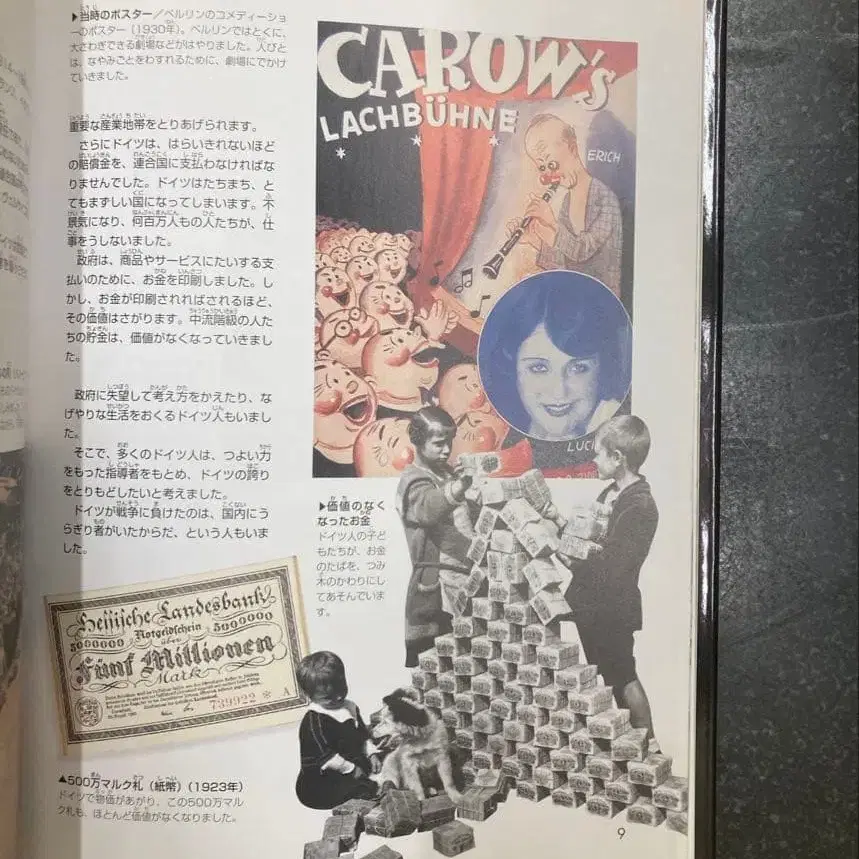 ▶当時のポスター/ベルリンのコメディーショ
ーのポスター(1930年)。ベルリンではとくに、
大さわぎできる劇場などがはやりました。人びと
は、なやみごとをわすれるために、劇場にでかけ
ていきました。
重要な産業地帯をとりあげられます。
さらにドイツは、はらいきれないほど
の賠償金を、連合国に支払わなければな
りませんでした。ドイツはたちまち、と
てもまずしい国になってしまいます。不
景気になり、何百万人もの人たちが、仕
事をうしないました。
政府は、商品やサービスにたいする支
払いのために、お金を印刷しました。し
かし、お金が印刷されればされるほど、
その価値はさがります。中流階級の人た
ちの貯金は、価値がなくなっていきまし
た。
政府に失望して考え方をかえたり、な
げやりな生活をおくるドイツ人もいまし
た。
そこで、多くのドイツ人は、つよい力
をもった指導者をもとめ、ドイツの誇り
をとりもどしたいと考えました。
ドイツが戦争に負けたのは、国内にう
らぎり者がいたからだ、という人もいま
した。
CAROW's
LACHBÜHNE
ERICH
LUCI
▶価値のなく
なったお金
ドイツ人の子ど
もたちが、お金
のたばを、つみ
木のかわりにし
てあそんでいま
す。
Hessische Landesbank
5000000 Notgeldschein 5000000
über
Fünf Millionen
Mark
739922 * A
▲500万マルク札(紙幣)(1923年)
ドイツで物価があがり、この500万マル
ク札も、ほとんど価値がなくなりました。
9